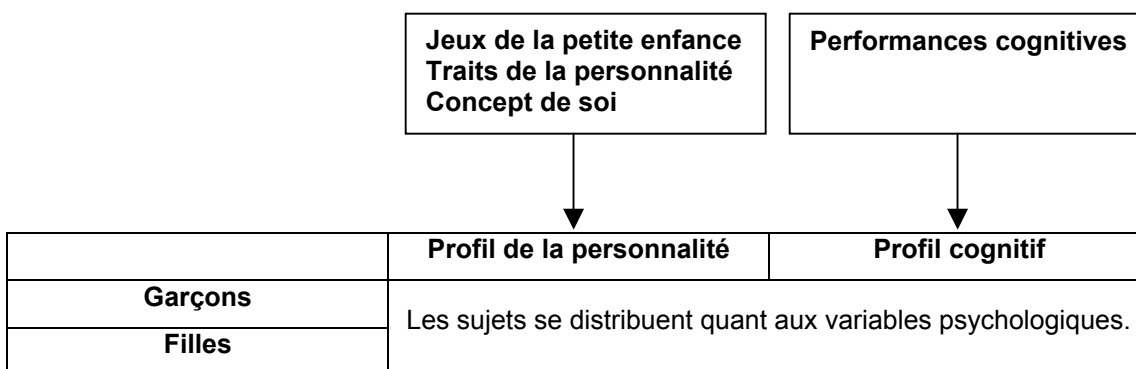 Jeux de la petite enfance
Traits de la personnalité
Concept de soi
Performances cognitives
Profil de la personnalité
Profil cognitif
Garçons
Les sujets se distribuent quant aux variables psychologiques.
Filles